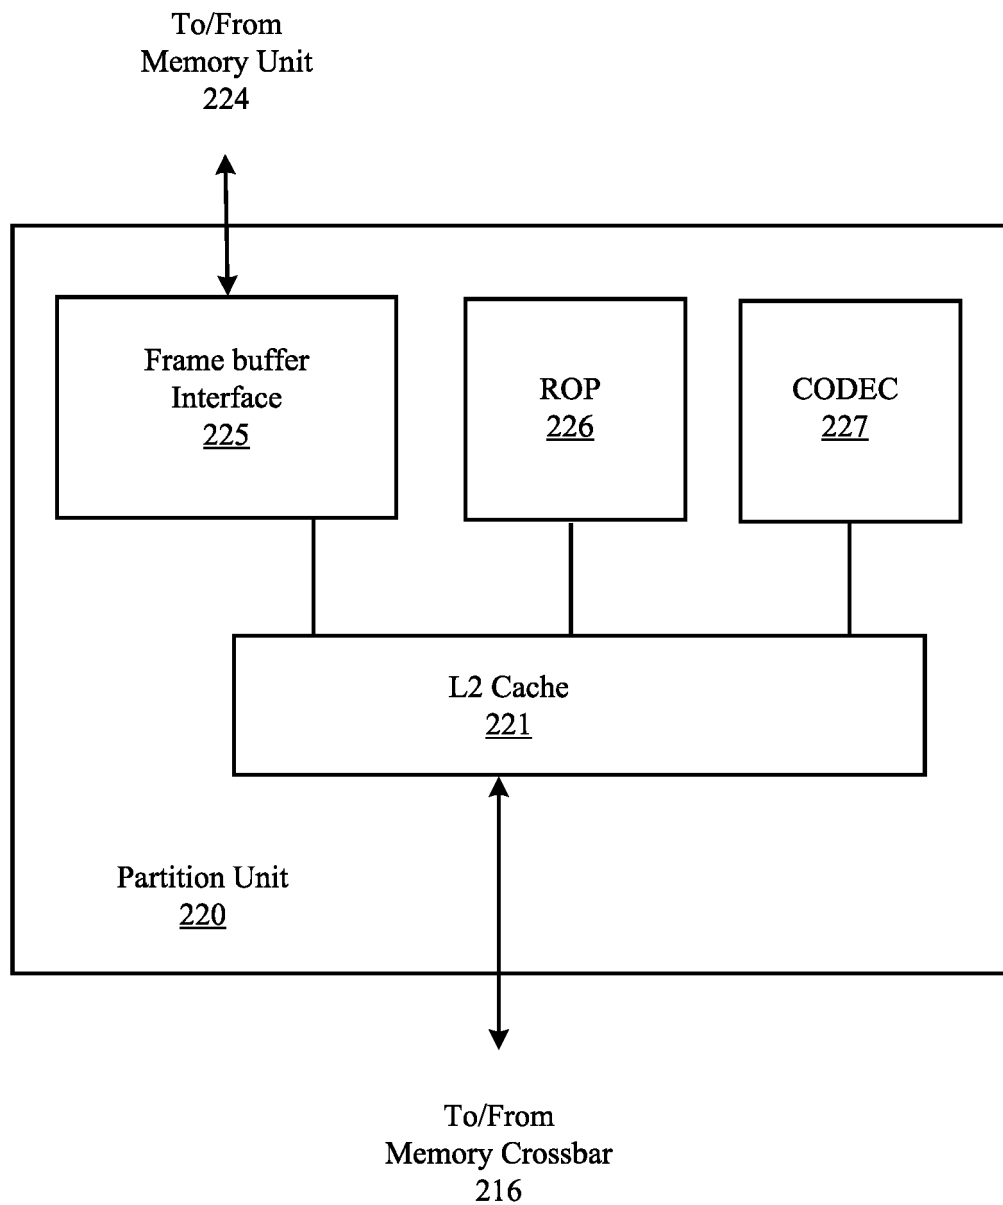 To/From
Memory Unit
224
Frame buffer
Interface
225
ROP
226
CODEC
227
L2 Cache
221
Partition Unit
220
To/From
Memory Crossbar
216